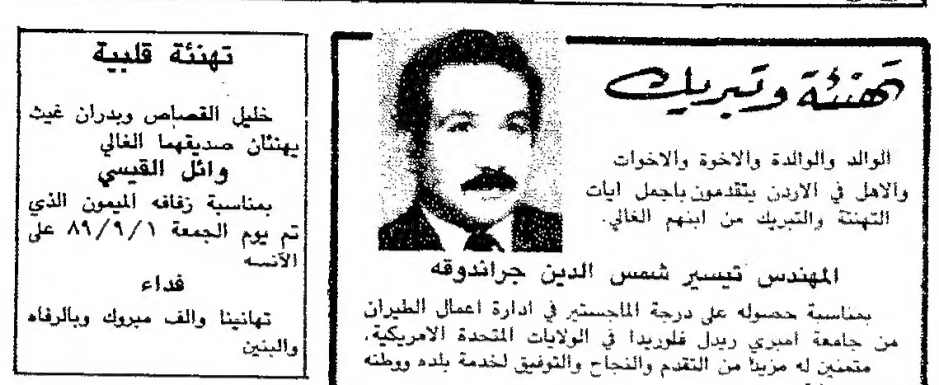 تهنئة وتبريك
الوالد والوالدة والاخوة والاخوات
والاهل في الاردن يتقدمون باجمل ايات
التهنئة والتبريك من ابنهم الغالي.
المهندس تيسير شمس الدين جراندوقه
بمناسبة حصوله على درجة الماجستير في ادارة اعمال الطيران
من جامعة امبري ريدل فلوريدا في الولايات المتحدة الامريكية.
متمنين له مزيدا من التقدم والنجاح والتوفيق لخدمة بلده ووطنه
تهنئة قلبية
خليل القصاص وبدران غيث
يهنئان صديقهما الغالي
وائل القيسي
بمناسبة زفافه الميمون الذي
تم يوم الجمعة ٨٩/٩/١ على
الآنسه
فداء
تهانينا والف مبروك وبالرفاه
والبنين